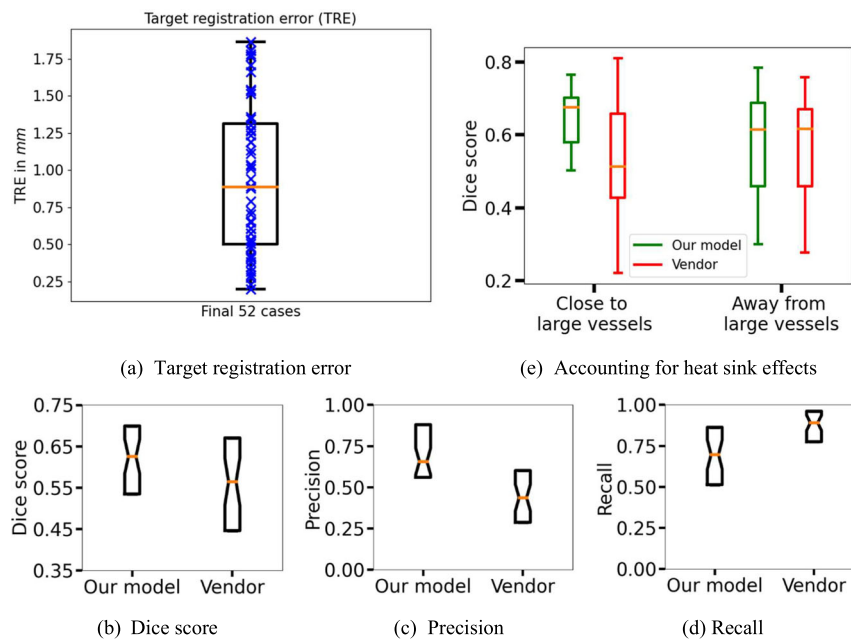 Target registration error (TRE)
TRE in mm
1.75
1.50
1.25
1.00
0.75
0.50
0.25
Final 52 cases
(a) Target registration error
Dice score
0.8
0.6
0.4
0.2
Our model
Vendor
Close to
large vessels
Away from
large vessels
(e) Accounting for heat sink effects
Dice score
0.75
0.65
0.55
0.45
0.35
Our model
Vendor
(b) Dice score
Precision
1.00
0.75
0.50
0.25
0.00
Our model
Vendor
(c) Precision
Recall
1.00
0.75
0.50
0.25
0.00
Our model
Vendor
(d) Recall